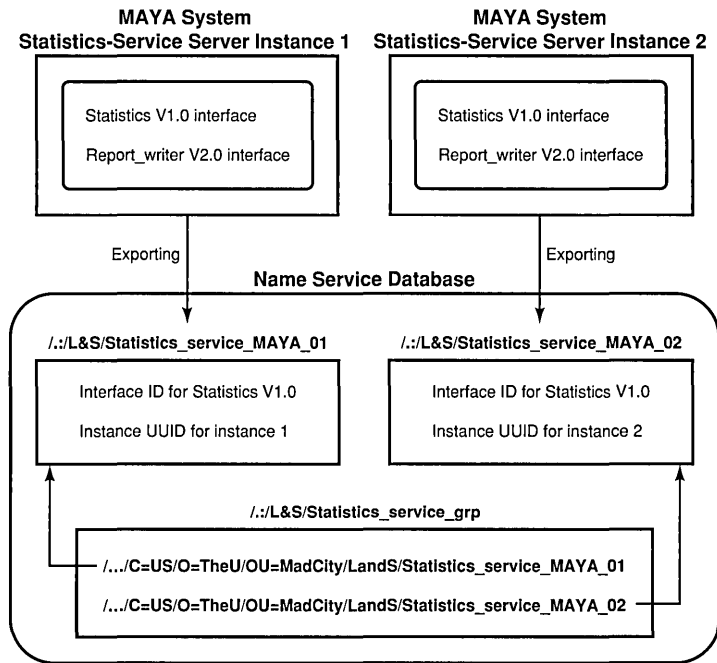 MAYA System
Statistics-Service Server Instance 1
MAYA System
Statistics-Service Server Instance 2
Statistics V1.0 interface
Report_writer V2.0 interface
Statistics V1.0 interface
Report_writer V2.0 interface
Exporting
Exporting
Name Service Database
/.:/L&S/Statistics_service_MAYA_01
/.:/L&S/Statistics_service_MAYA_02
Interface ID for Statistics V1.0
Instance UUID for instance 1
Interface ID for Statistics V1.0
Instance UUID for instance 2
/.:/L&S/Statistics_service_grp
/.../C=US/O=TheU/OU=MadCity/LandS/Statistics_service_MAYA_01
/.../C=US/O=TheU/OU=MadCity/LandS/Statistics_service_MAYA_02